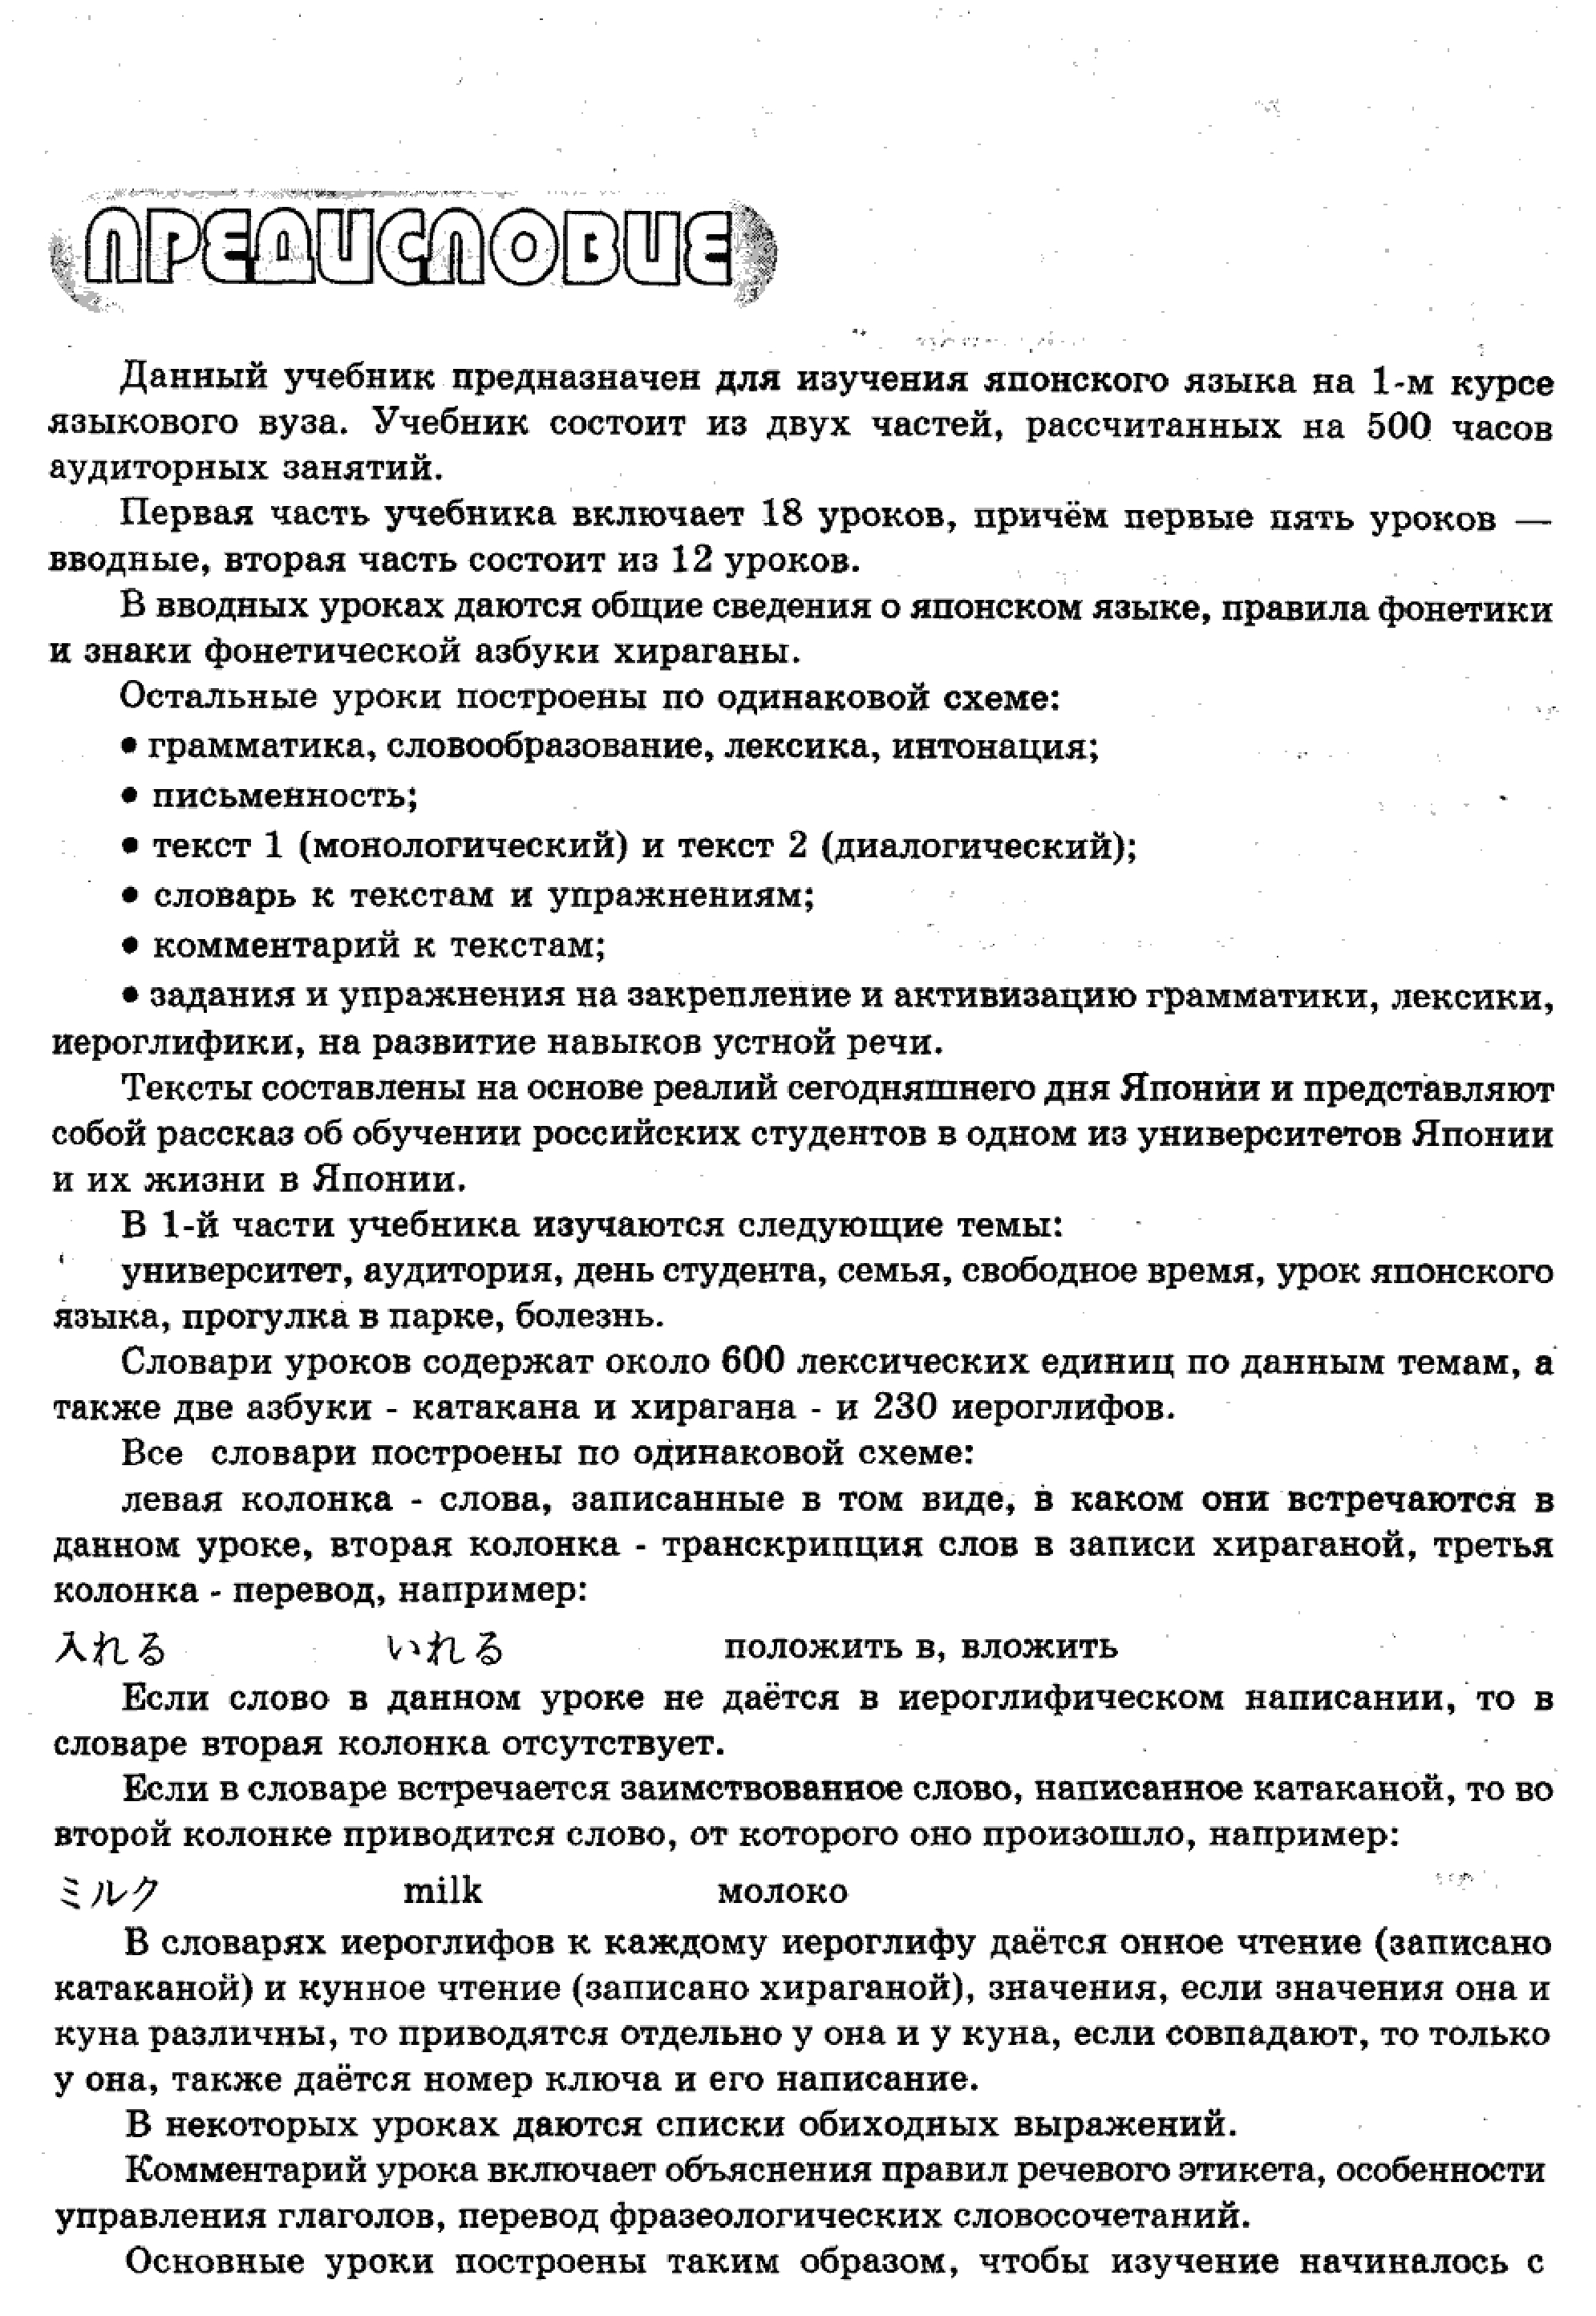 ПРЕДИСЛОВИЕ
Данный учебник предназначен для изучения японского языка на 1-м курсе
языкового вуза. Учебник состоит из двух частей, рассчитанных на 500 часов
аудиторных занятий.
Первая часть учебника включает 18 уроков, причём первые пять уроков —
вводные, вторая часть состоит из 12 уроков.
В вводных уроках даются общие сведения о японском языке, правила фонетики
и знаки фонетической азбуки хираганы.
Остальные уроки построены по одинаковой схеме:
• грамматика, словообразование, лексика, интонация;
• письменность;
• текст 1 (монологический) и текст 2 (диалогический);
• словарь к текстам и упражнениям;
• комментарий к текстам;
• задания и упражнения на закрепление и активизацию грамматики, лексики,
иероглифики, на развитие навыков устной речи.
Тексты составлены на основе реалий сегодняшнего дня Японии и представляют
собой рассказ об обучении российских студентов в одном из университетов Японии
и их жизни в Японии.
В 1-й части учебника изучаются следующие темы:
университет, аудитория, день студента, семья, свободное время, урок японского
языка, прогулка в парке, болезнь.
Словари уроков содержат около 600 лексических единиц по данным темам, а
также две азбуки - катакана и хирагана - и 230 иероглифов.
Все словари построены по одинаковой схеме:
левая колонка - слова, записанные в том виде, в каком они встречаются в
данном уроке, вторая колонка - транскрипция слов в записи хираганой, третья
колонка - перевод, например:
入れる いれる положить в, вложить
Если слово в данном уроке не даётся в иероглифическом написании, то в
словаре вторая колонка отсутствует.
Если в словаре встречается заимствованное слово, написанное катаканой, то во
второй колонке приводится слово, от которого оно произошло, например:
ミルク milk молоко
В словарях иероглифов к каждому иероглифу даётся онное чтение (записано
катаканой) и кунное чтение (записано хираганой), значения, если значения она и
куна различны, то приводятся отдельно у она и у куна, если совпадают, то только
у она, также даётся номер ключа и его написание.
В некоторых уроках даются списки обиходных выражений.
Комментарий урока включает объяснения правил речевого этикета, особенности
управления глаголов, перевод фразеологических словосочетаний.
Основные уроки построены таким образом, чтобы изучение начиналось с